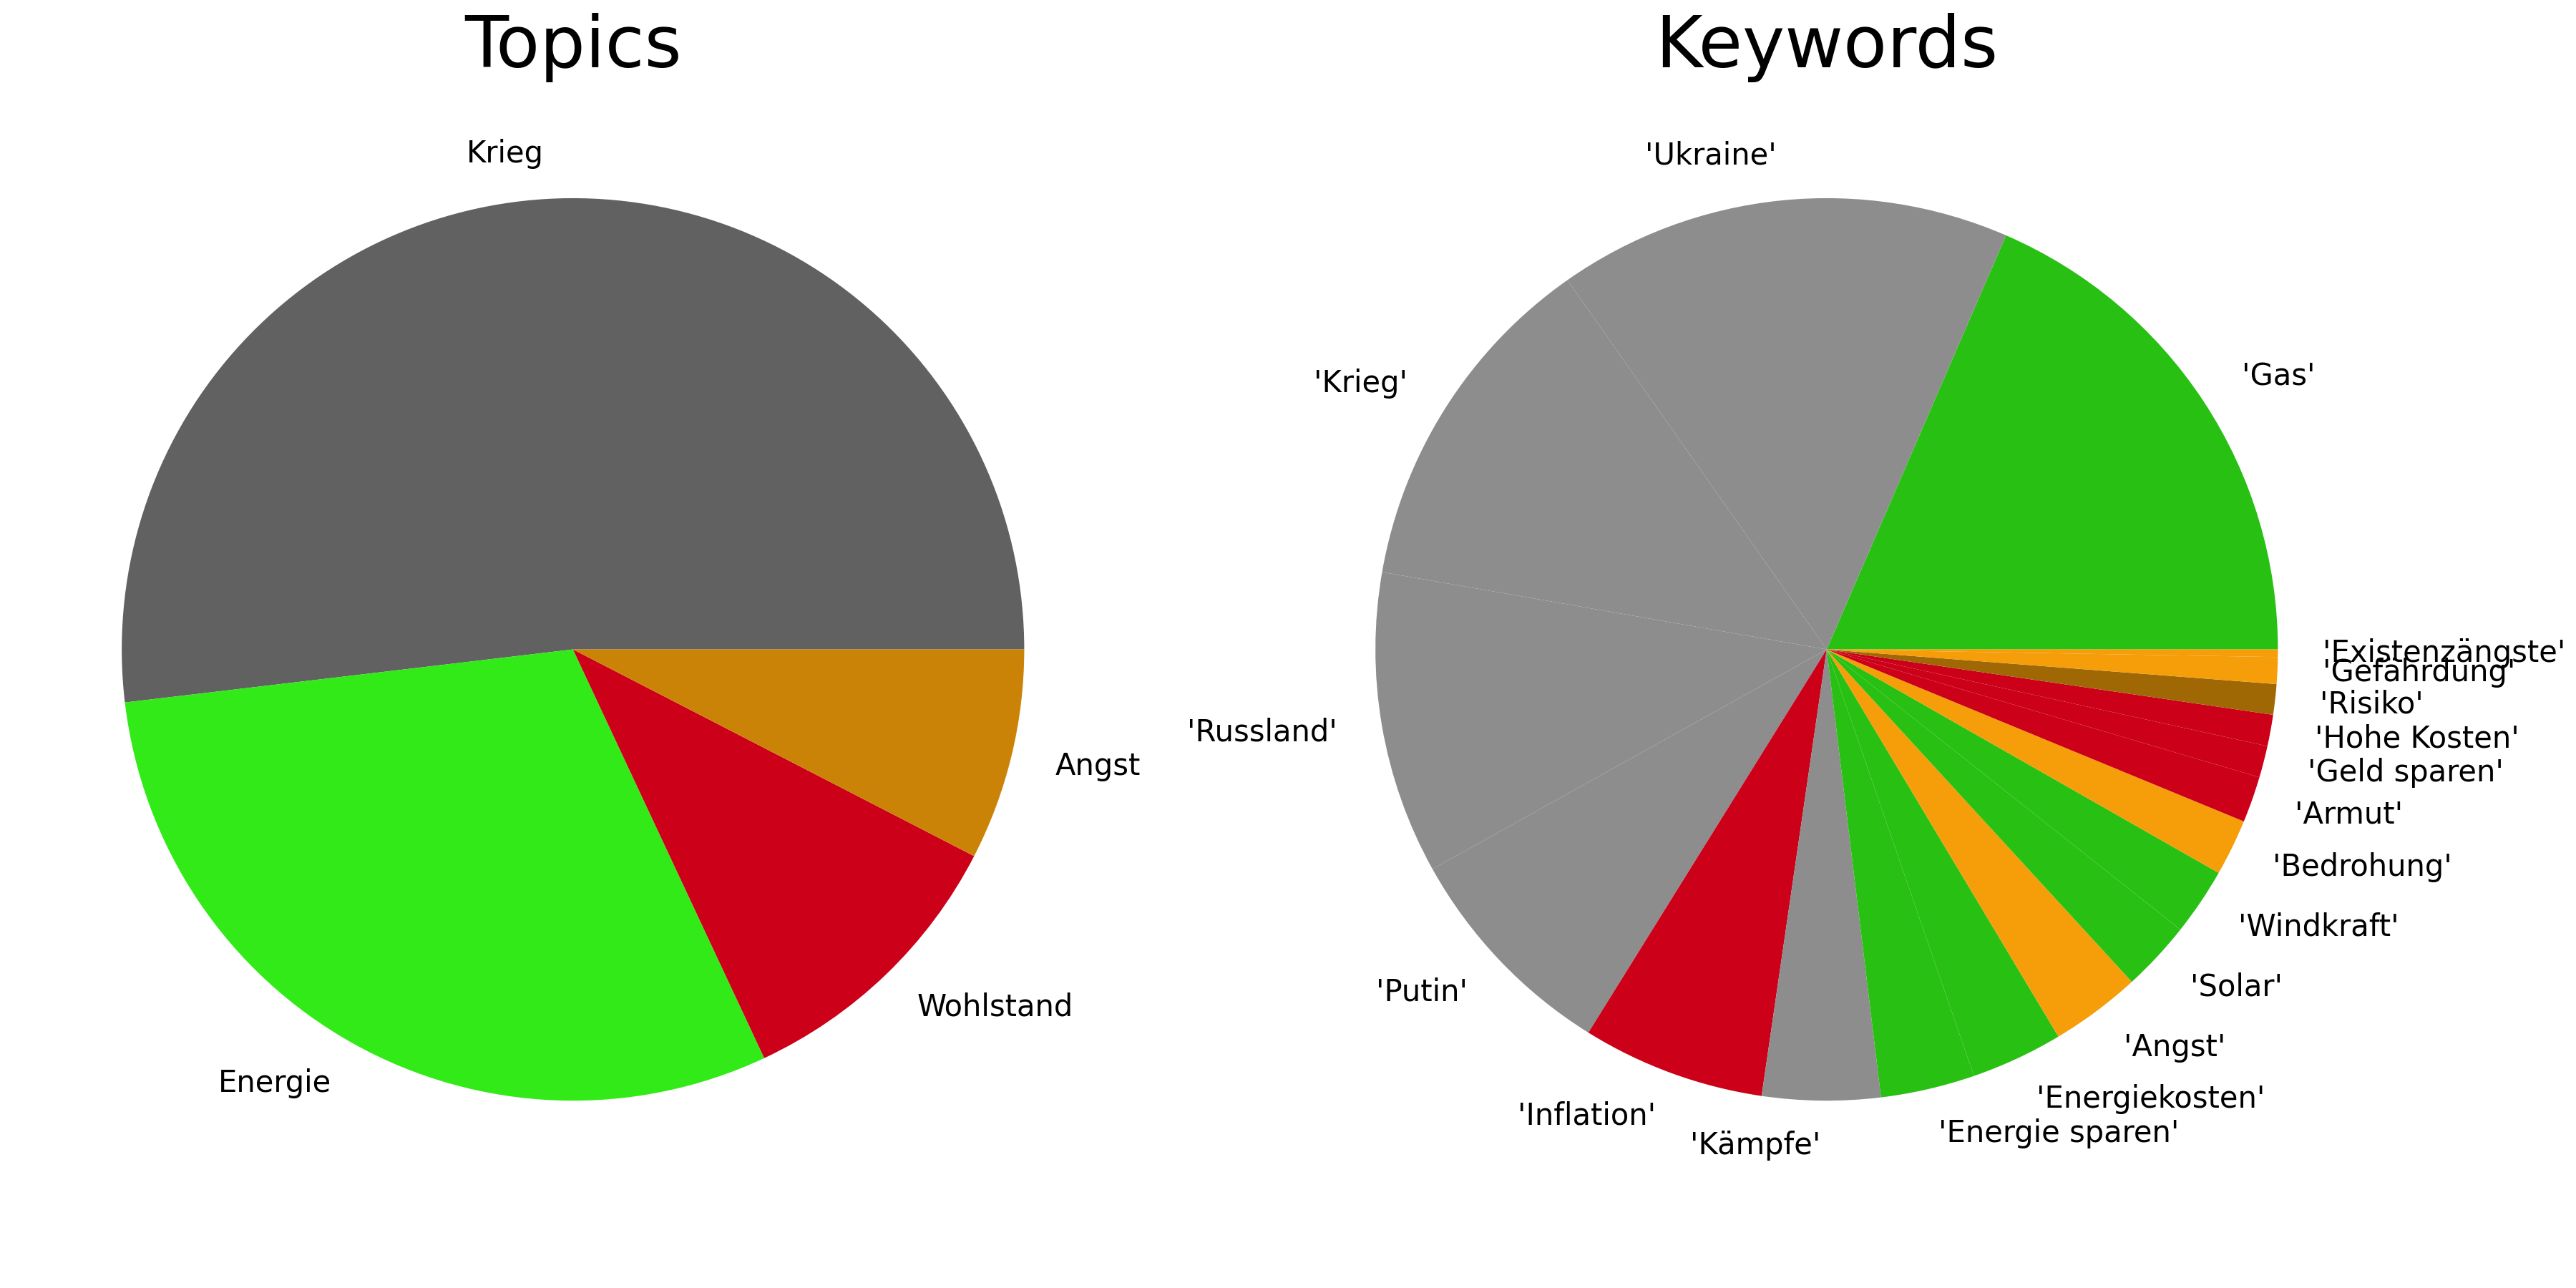 Topics
Krieg
Energie
Wohlstand
Angst
Keywords
'Gas'
'Ukraine'
'Krieg'
'Russland'
'Putin'
'Inflation'
'Kämpfe'
'Energie sparen'
'Energiekosten'
'Angst'
'Solar'
'Windkraft'
'Bedrohung'
'Armut'
'Geld sparen'
'Hohe Kosten'
'Risiko'
'Gefährdung'
'Existenzängste'